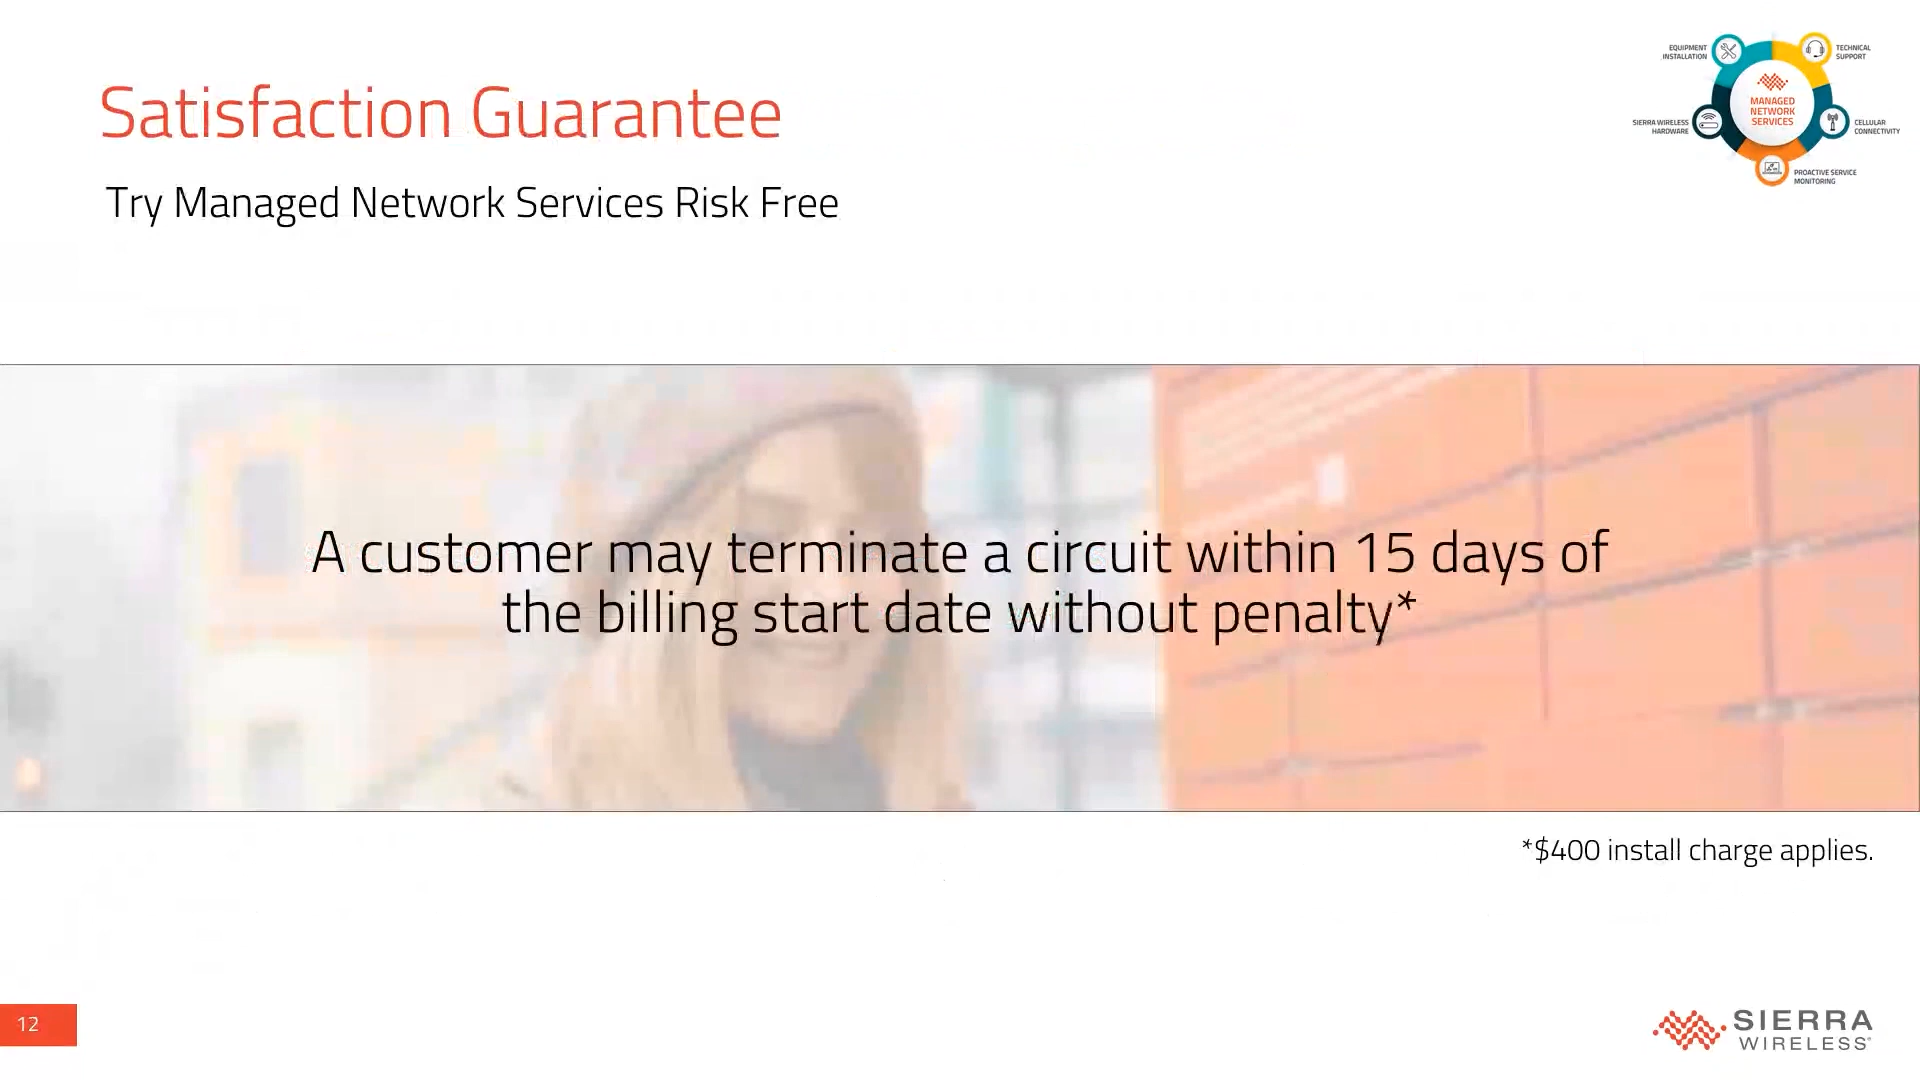 Satisfaction Guarantee
Try Managed Network Services Risk Free
EQUIPMENT
INSTALLATION
TECHNICAL
SUPPORT
MANAGED
NETWORK
SERVICES
SIERRA WIRELESS
HARDWARE
CELLULAR
CONNECTIVITY
PROACTIVE SERVICE
MONITORING
A customer may terminate a circuit within 15 days of
the billing start date without penalty*
*$400 install charge applies.
12
SIERRA
WIRELESS®